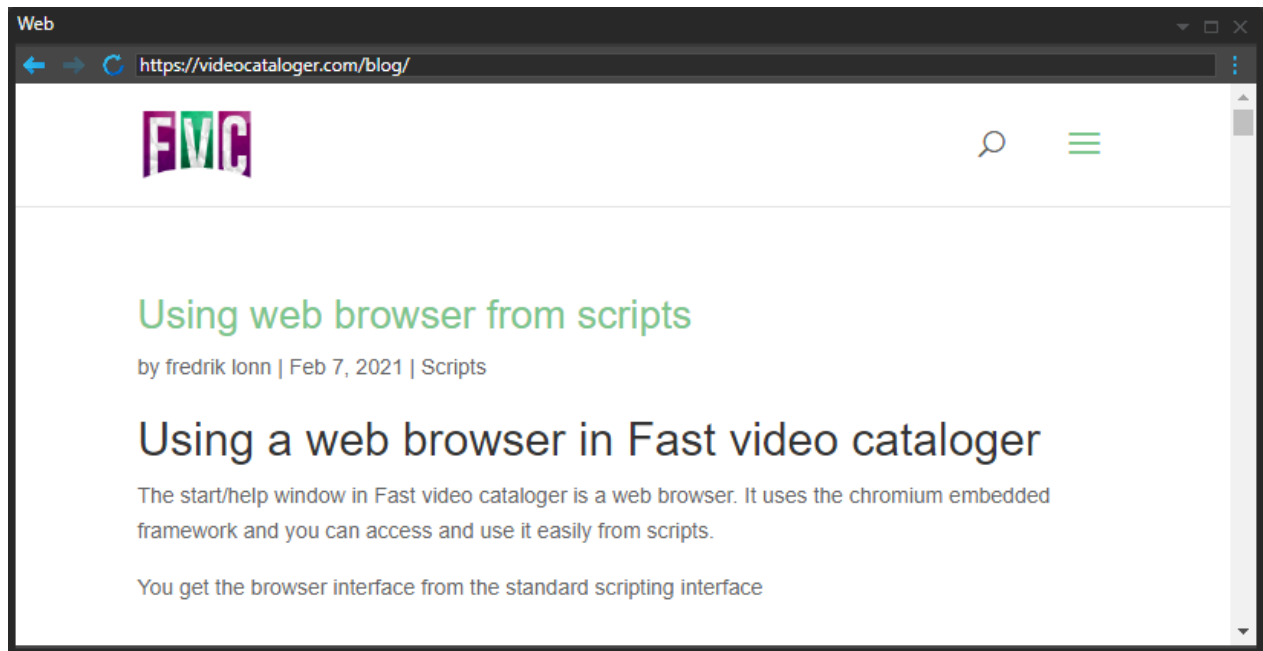 Web
https://videocataloger.com/blog/
FVC
Using web browser from scripts
by fredrik lonn | Feb 7, 2021 | Scripts
Using a web browser in Fast video cataloger
The start/help window in Fast video cataloger is a web browser. It uses the chromium embedded
framework and you can access and use it easily from scripts.
You get the browser interface from the standard scripting interface